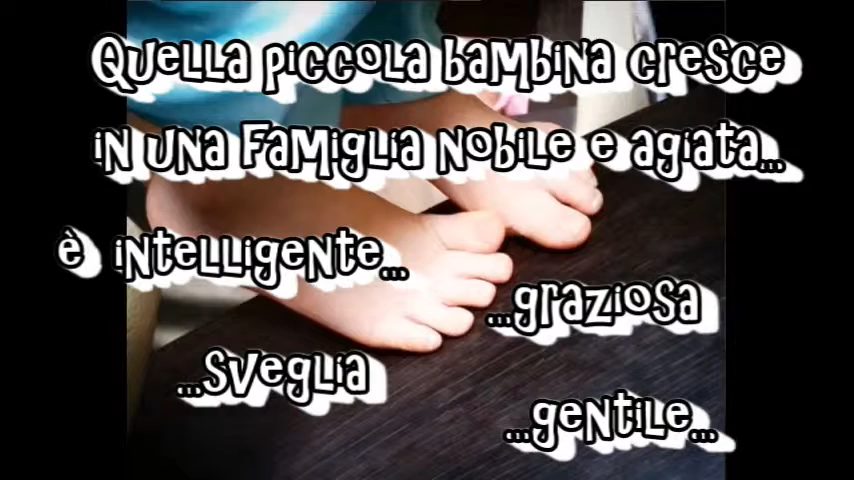 Quella piccola bambina cresce
in una famiglia nobile e agiata...
è intelligente...
...graziosa
...sveglia
...gentile...